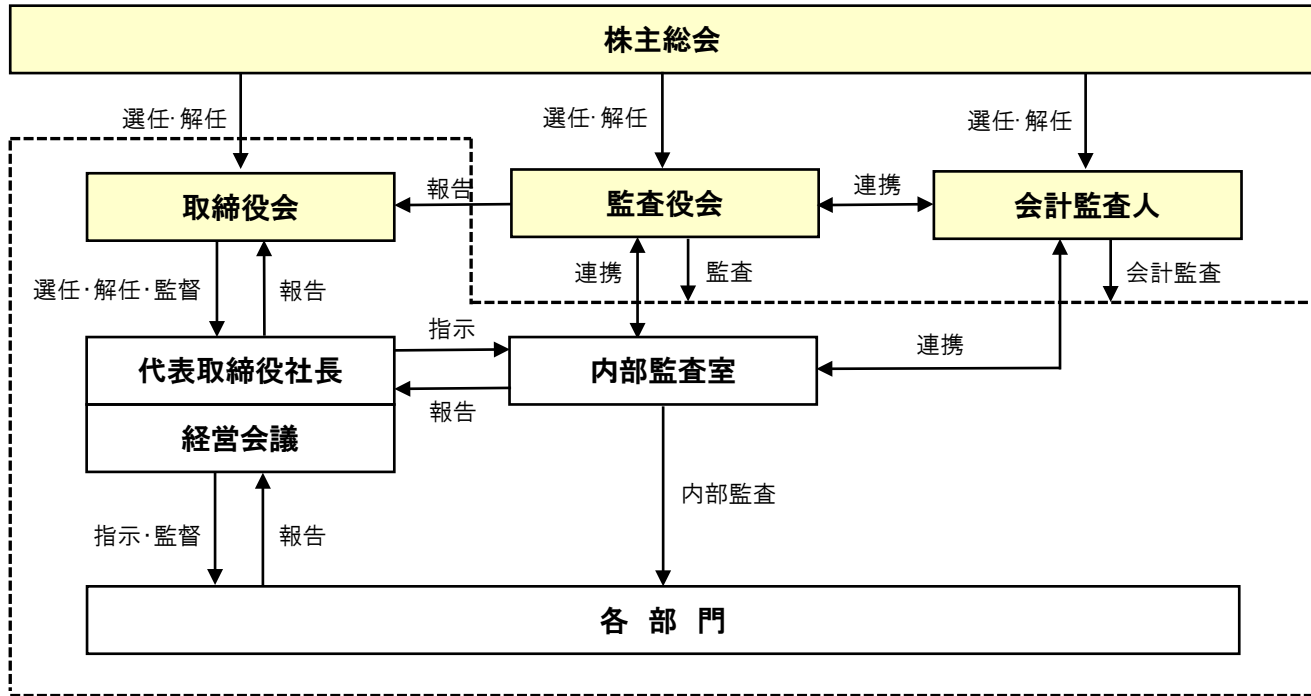 株主総会
選任·解任
選任·解任
選任·解任
取締役会
報告
監査役会
連携
会計監査人
選任·解任·監督
報告
連携
監査
会計監査
代表取締役社長
指示
報告
内部監査室
連携
経営会議
指示·監督
報告
内部監査
各 部 門